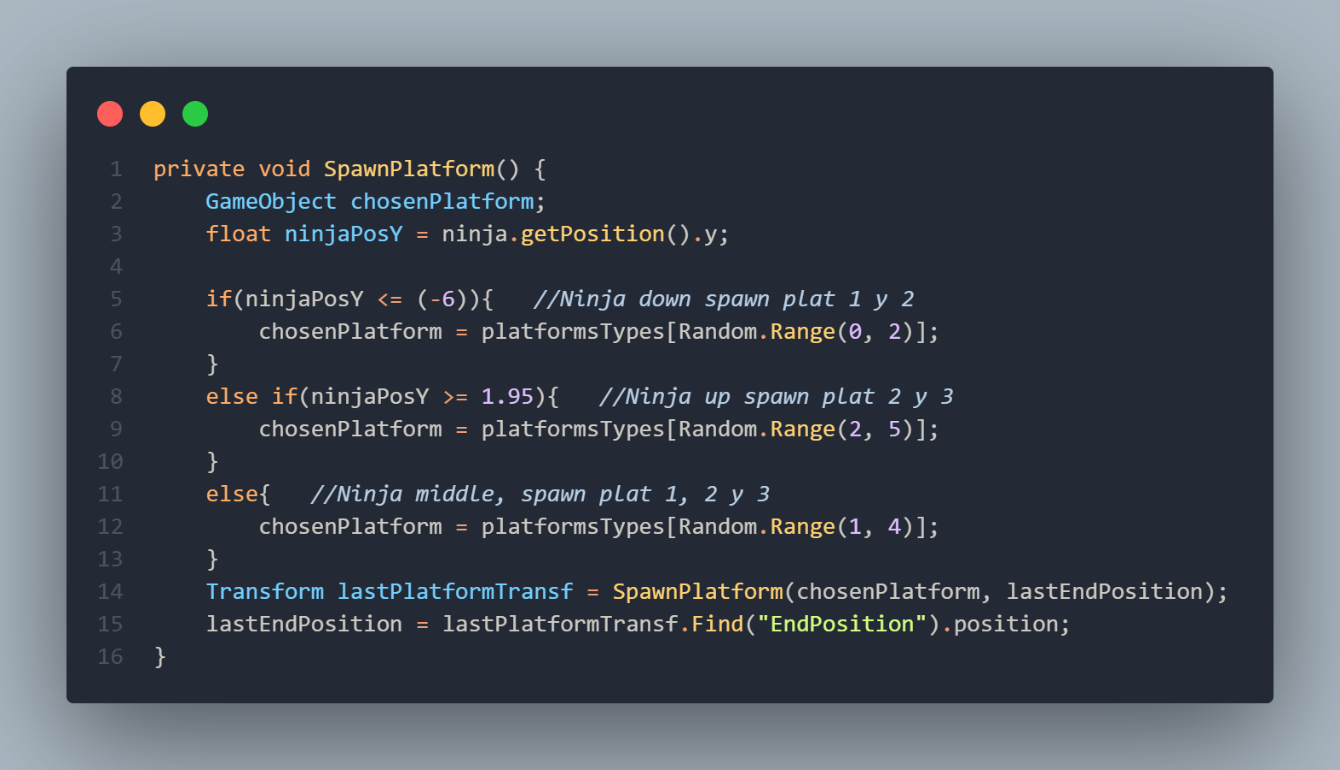 1 private void SpawnPlatform() {
2     GameObject chosenPlatform;
3     float ninjaPosY = ninja.getPosition().y;
4
5     if(ninjaPosY <= (-6)){   //Ninja down spawn plat 1 y 2
6         chosenPlatform = platformsTypes[Random.Range(0, 2)];
7     }
8     else if(ninjaPosY >= 1.95){   //Ninja up spawn plat 2 y 3
9         chosenPlatform = platformsTypes[Random.Range(2, 5)];
10     }
11     else{   //Ninja middle, spawn plat 1, 2 y 3
12         chosenPlatform = platformsTypes[Random.Range(1, 4)];
13     }
14     Transform lastPlatformTransf = SpawnPlatform(chosenPlatform, lastEndPosition);
15     lastEndPosition = lastPlatformTransf.Find("EndPosition").position;
16 }